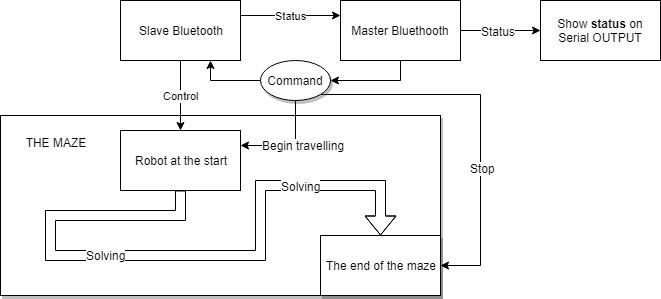 Slave Bluetooth
Status
Master Bluethooth
Status
Show status on
Serial OUTPUT
Command
Control
THE MAZE
Robot at the start
Begin travelling
Stop
Solving
Solving
The end of the maze